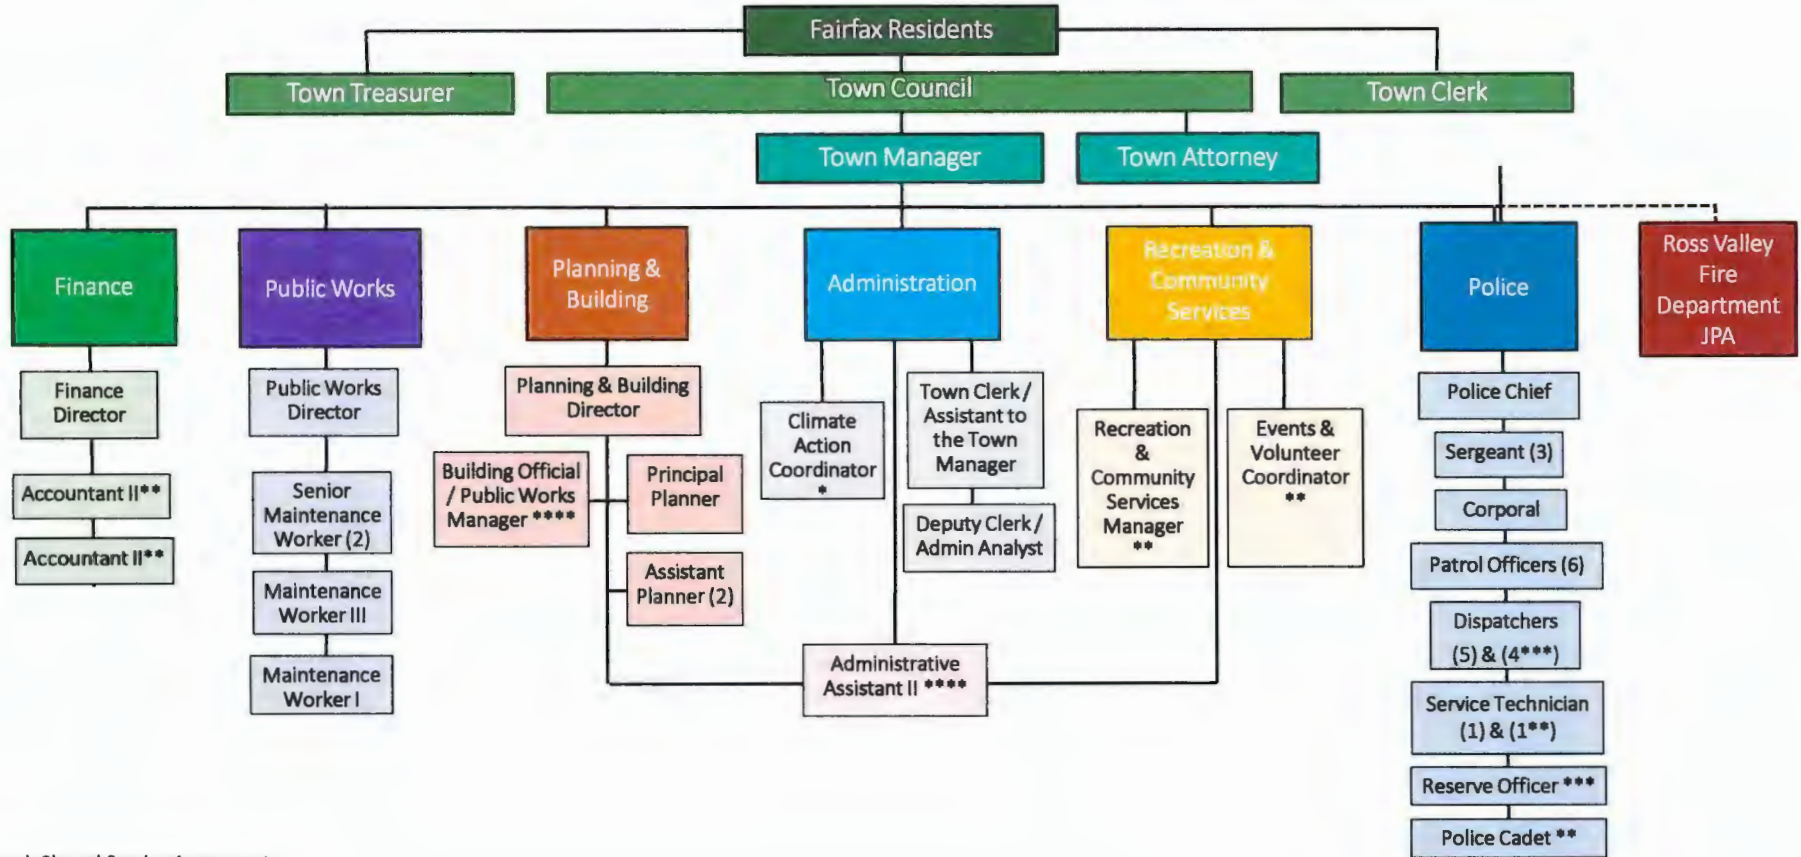 Fairfax Residents
Town Treasurer
Town Council
Town Clerk
Town Manager
Town Attorney
Finance
Public Works
Planning &
Building
Administration
Recreation &
Community
Services
Police
Ross Valley
Fire
Department
JPA
Finance
Director
Accountant II**
Accountant II**
Public Works
Director
Senior
Maintenance
Worker (2)
Maintenance
Worker III
Maintenance
Worker I
Planning & Building
Director
Building Official
/ Public Works
Manager ****
Principal
Planner
Assistant
Planner (2)
Climate
Action
Coordinator
*
Town Clerk /
Assistant to
the Town
Manager
Deputy Clerk /
Admin Analyst
Administrative
Assistant II ****
Recreation
&
Community
Services
Manager
**
Events &
Volunteer
Coordinator
**
Police Chief
Sergeant (3)
Corporal
Patrol Officers (6)
Dispatchers
(5) & (4***)
Service Technician
(1) & (1**)
Reserve Officer ***
Police Cadet **